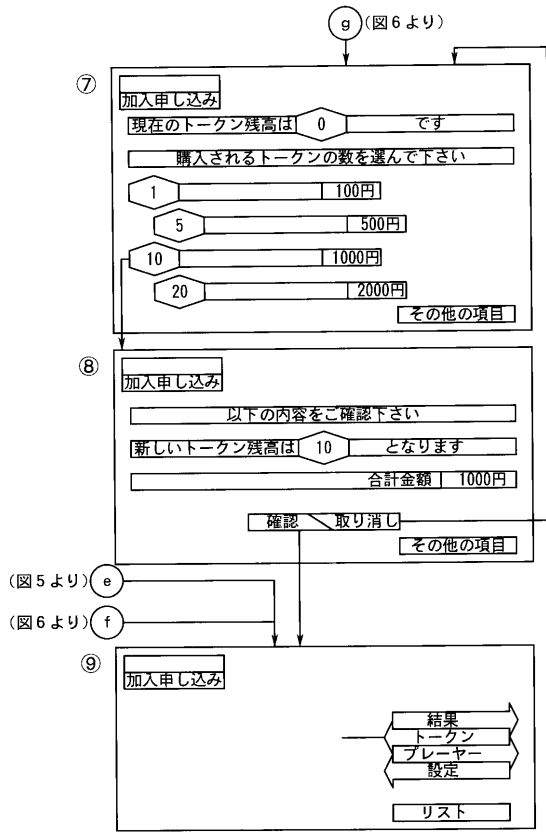 g (図6より)
⑦
加入申し込み
現在のトークン残高は 0 です
購入されるトークンの数を選んで下さい
1 100円
5 500円
10 1000円
20 2000円
その他の項目
⑧
加入申し込み
以下の内容をご確認下さい
新しいトークン残高は 10 となります
合計金額 1000円
確認 取り消し
その他の項目
(図5より) e
(図6より) f
⑨
加入申し込み
結果
トークン
プレーヤー
設定
リスト